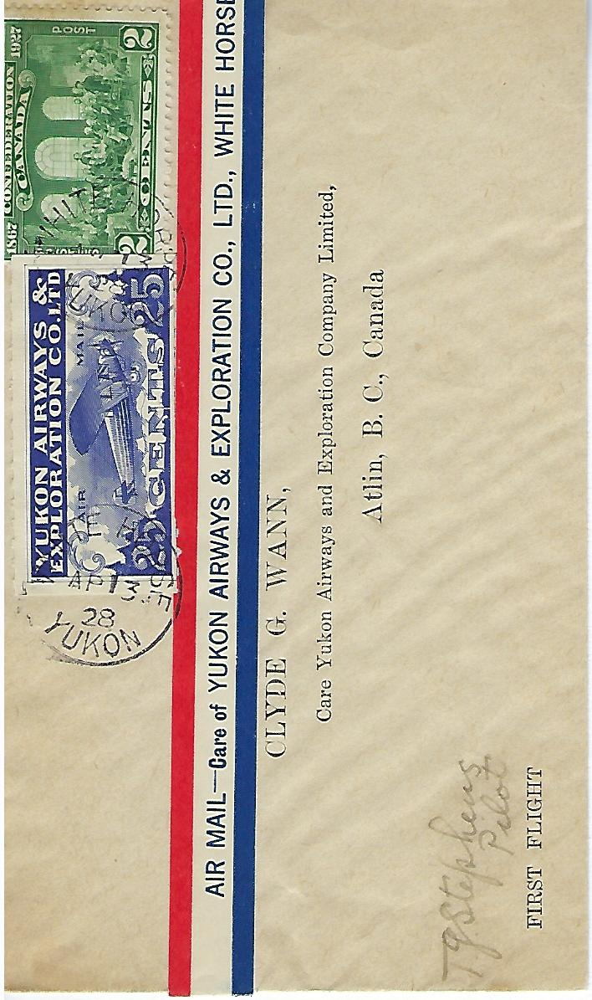 1867 CONFEDERATION 1927
CANADA
POST
2 CENTS 2
YUKON AIRWAYS &
EXPLORATION CO. LTD
AIR MAIL
25 CENTS 25
WHITE HORSE
YUKON
AP 13
28
YUKON
AIR MAIL—Care of YUKON AIRWAYS & EXPLORATION CO., LTD., WHITE HORSE
CLYDE G. WANN,
Care Yukon Airways and Exploration Company Limited,
Atlin, B. C., Canada
T G Stephens
Pilot
FIRST FLIGHT